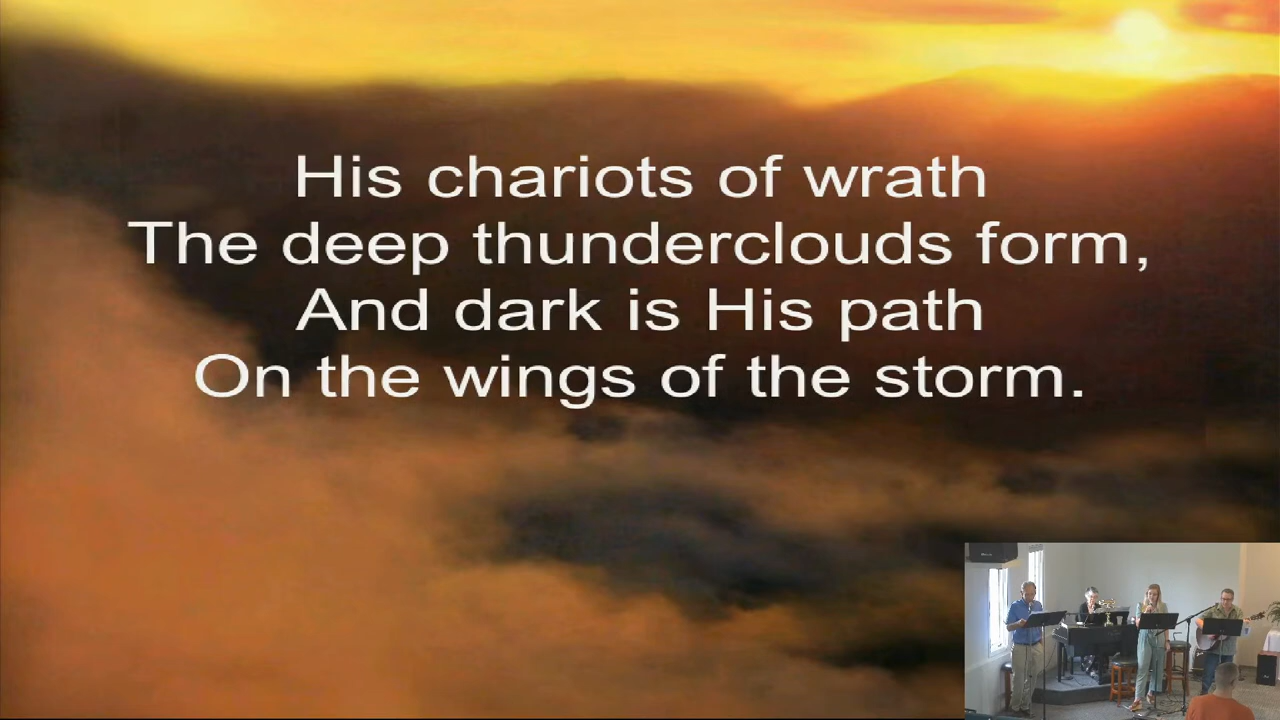 His chariots of wrath
The deep thunderclouds form,
And dark is His path
On the wings of the storm.